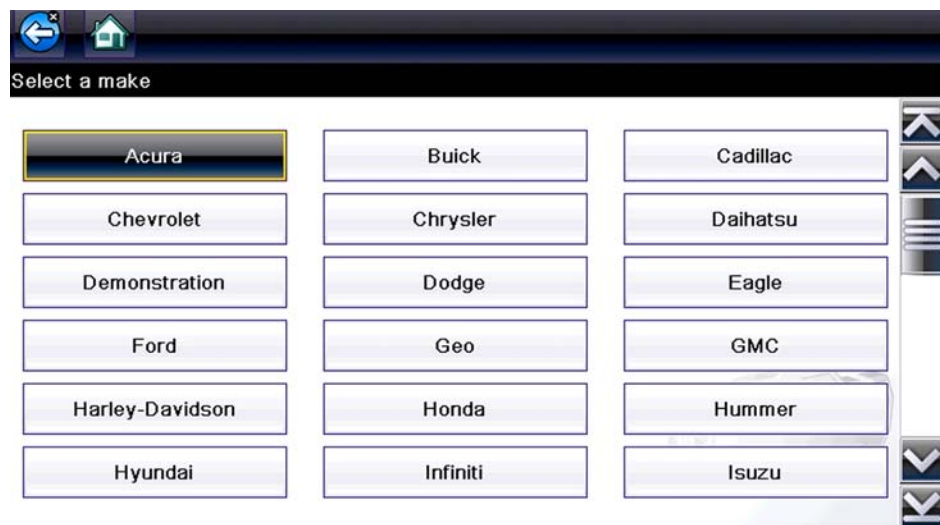 Select a make
Acura Buick Cadillac
Chevrolet Chrysler Daihatsu
Demonstration Dodge Eagle
Ford Geo GMC
Harley-Davidson Honda Hummer
Hyundai Infiniti Isuzu